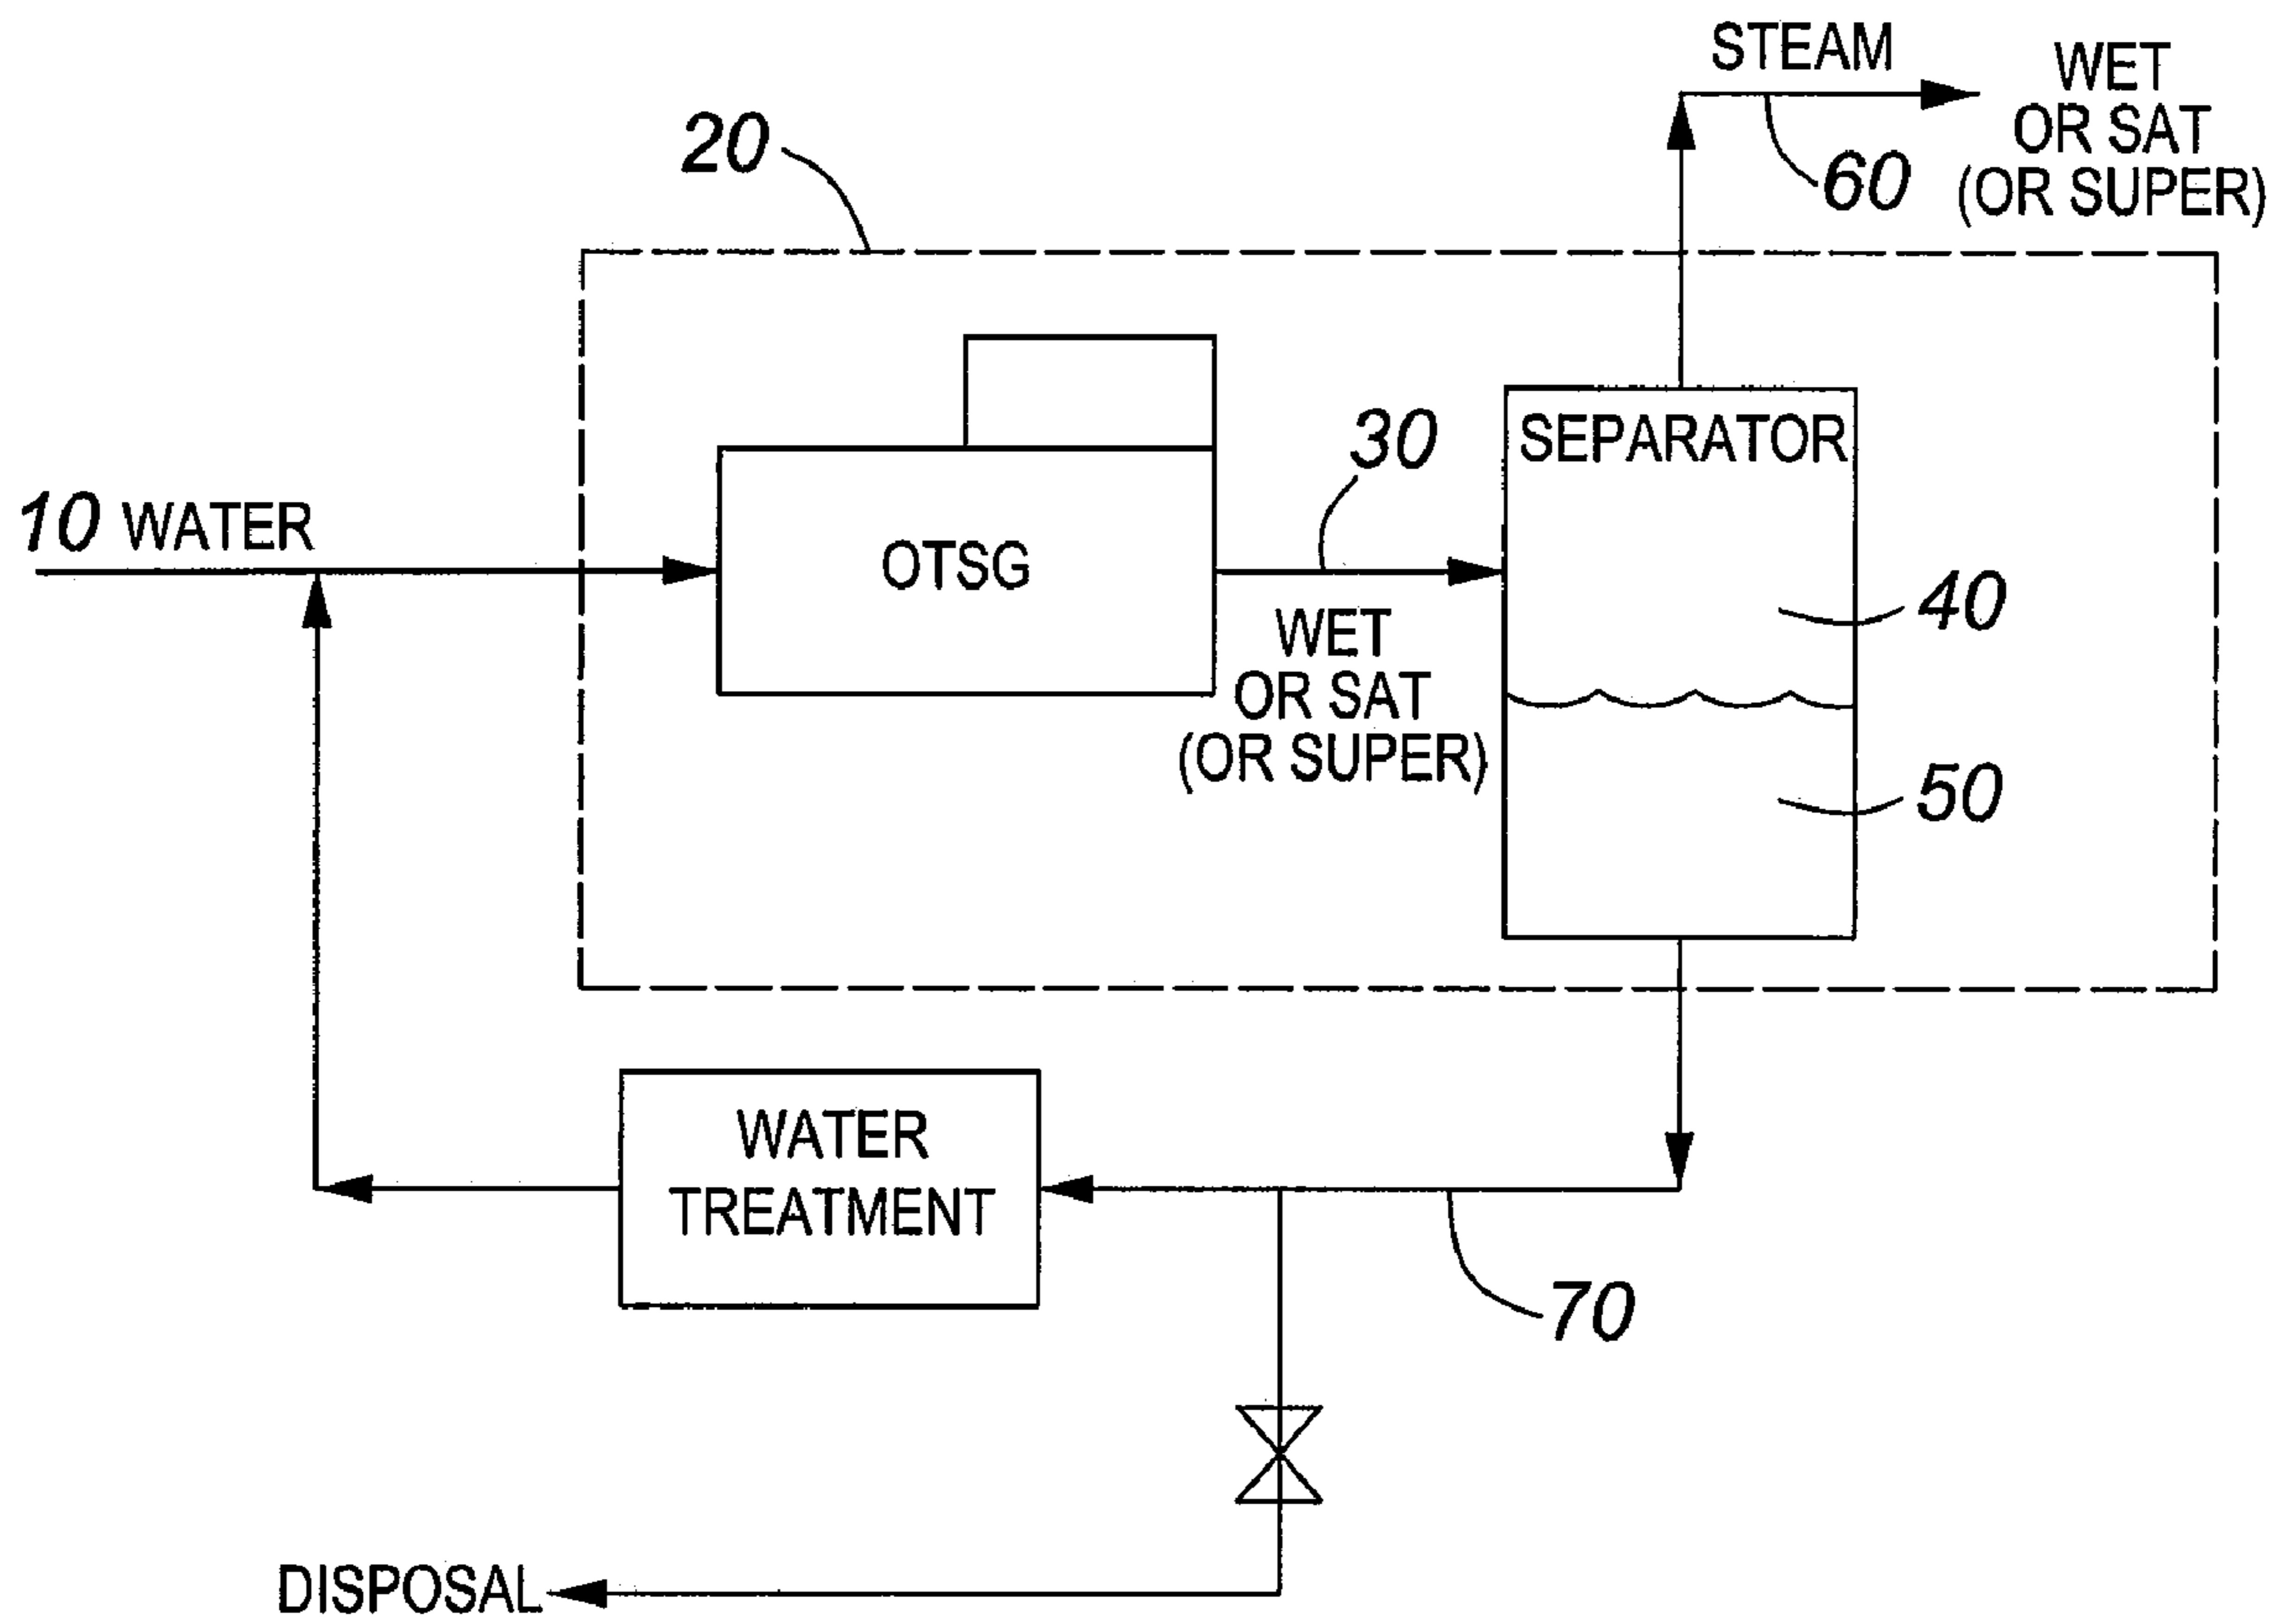 STEAM
WET
OR SAT
(OR SUPER)
60
20
30
SEPARATOR
10 WATER
OTSG
40
WET
OR SAT
(OR SUPER)
50
WATER
TREATMENT
70
DISPOSAL